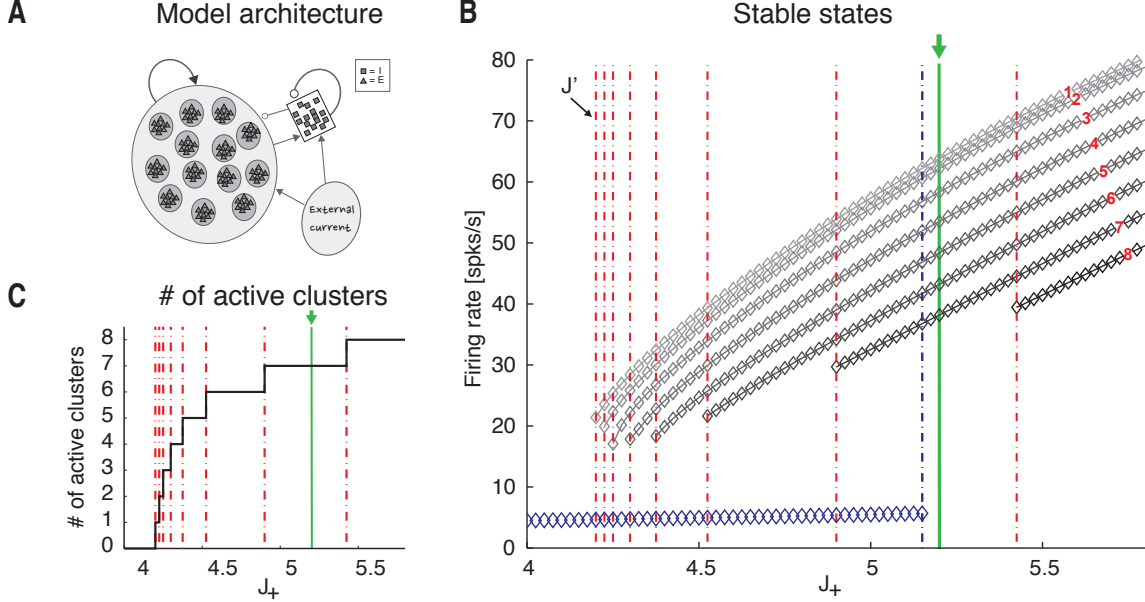 A
Model architecture
= I
= E
External
current
B
Stable states
J'
Firing rate [spks/s]
80
70
60
50
40
30
20
10
0
1
2
3
4
5
6
7
8
4
4.5
5
5.5
J+
C
# of active clusters
# of active clusters
8
7
6
5
4
3
2
1
0
4
4.5
5
5.5
J+